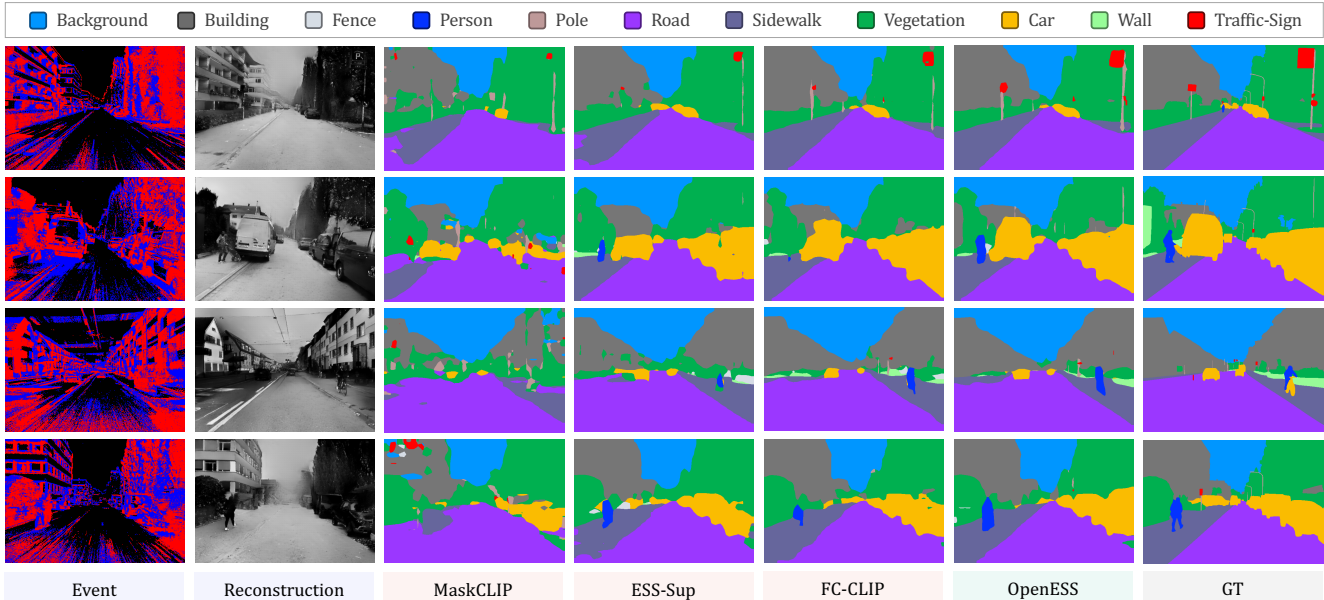 Background Building Fence Person Pole Road Sidewalk Vegetation Car Wall Traffic-Sign
Event Reconstruction MaskCLIP ESS-Sup FC-CLIP OpenESS GT